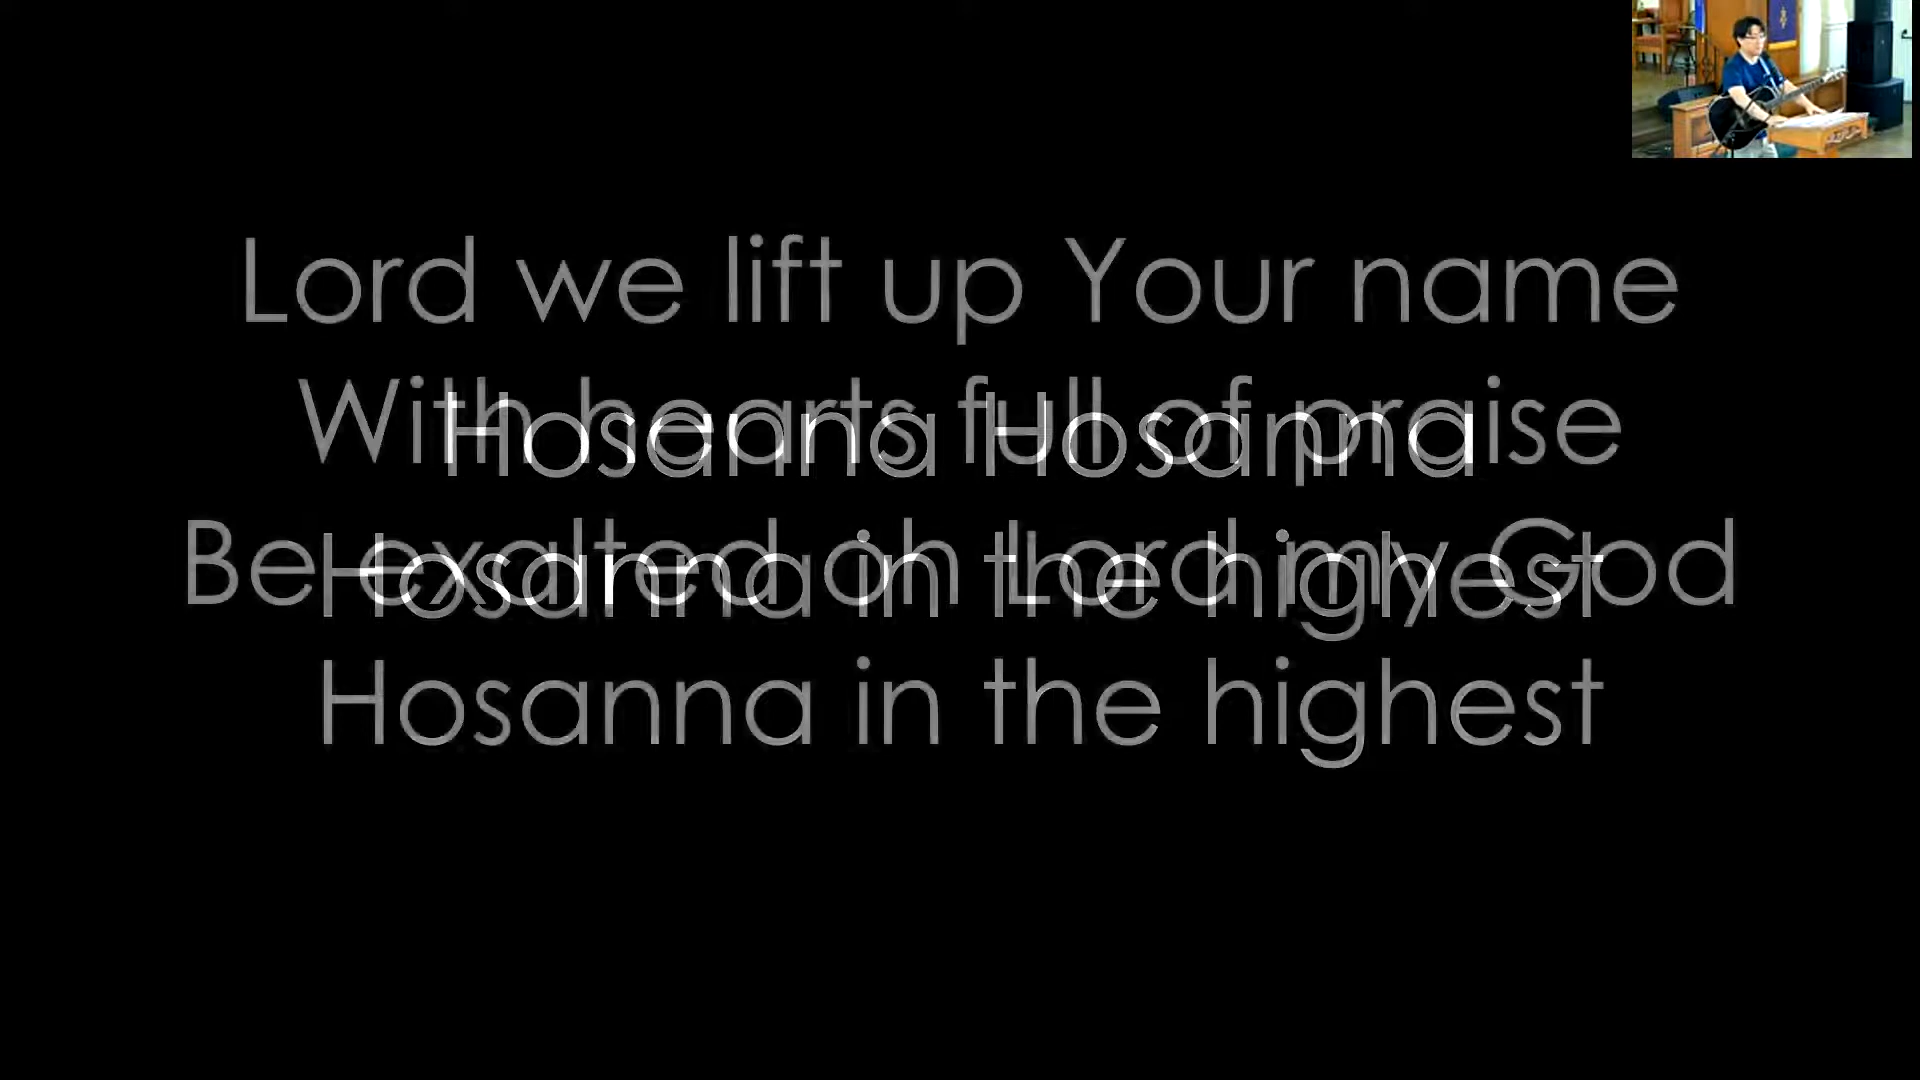 Lord we lift up Your name
With hearts full of praise
Be exalted oh Lord my God
Hosanna in the highest
Hosanna Hosanna
Hosanna in the highest